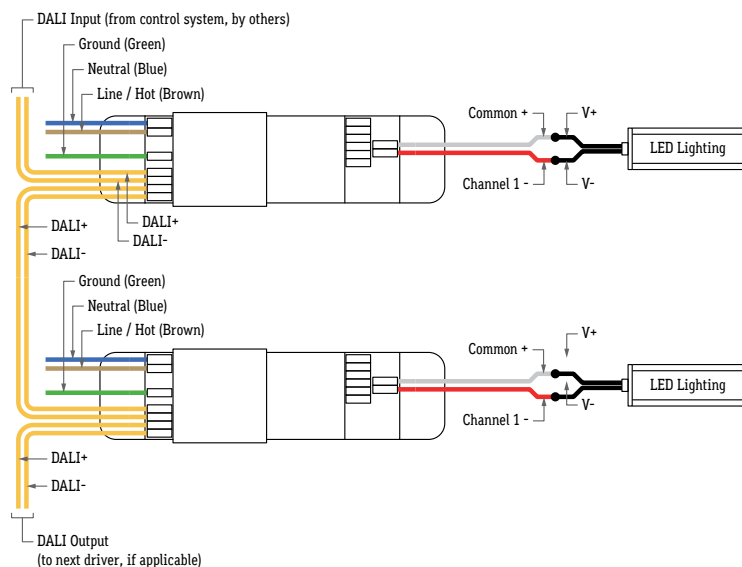 DALI Input (from control system, by others)
Ground (Green)
Neutral (Blue)
Line / Hot (Brown)
Common +
V+
LED Lighting
Channel 1 -
V-
DALI+
DALI-
DALI+
DALI-
Ground (Green)
Neutral (Blue)
Line / Hot (Brown)
V+
Common +
LED Lighting
V-
Channel 1 -
DALI+
DALI-
DALI Output
(to next driver, if applicable)